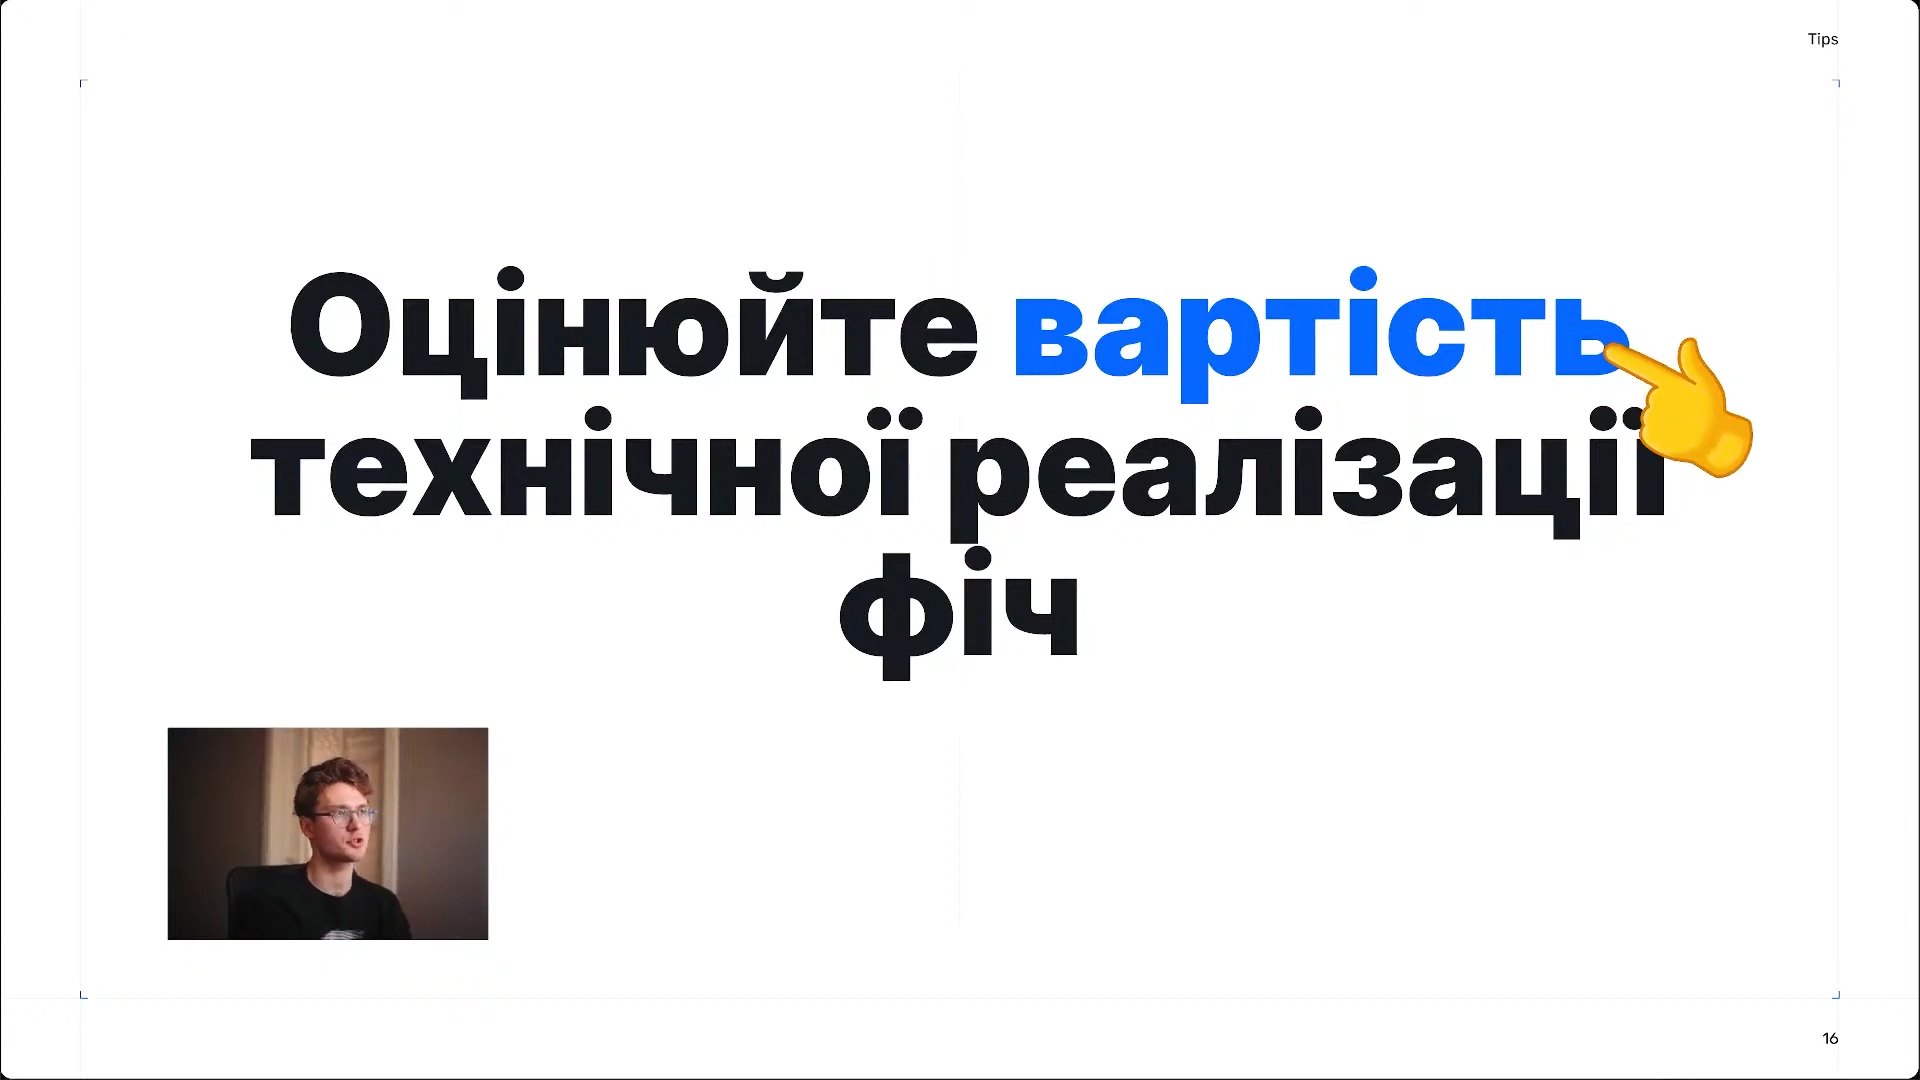 Tips
Оцінюйте вартість
технічної реалізації
фіч
16